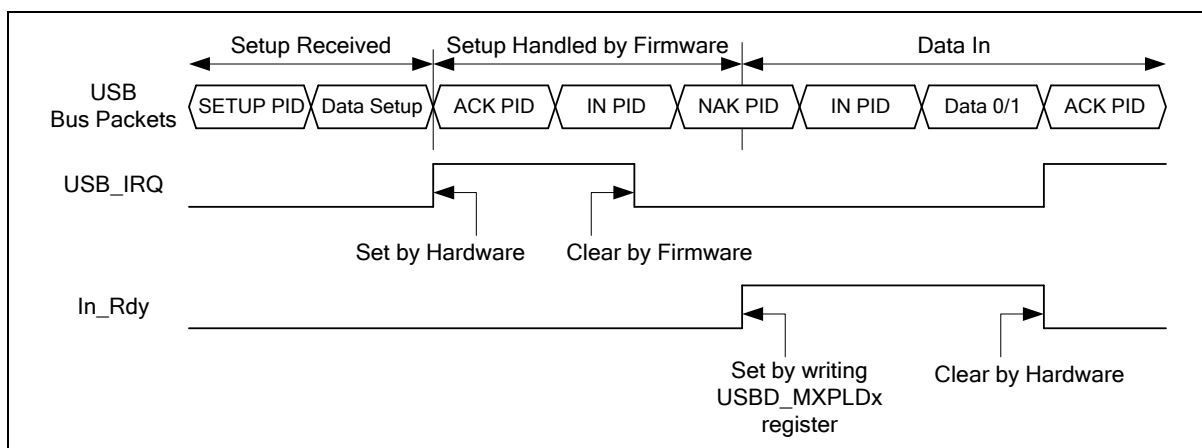 Setup Received
Setup Handled by Firmware
Data In
USB
Bus Packets
SETUP PID
Data Setup
ACK PID
IN PID
NAK PID
IN PID
Data 0/1
ACK PID
USB_IRQ
Set by Hardware
Clear by Firmware
In_Rdy
Set by writing
USBD_MXPLDx
register
Clear by Hardware